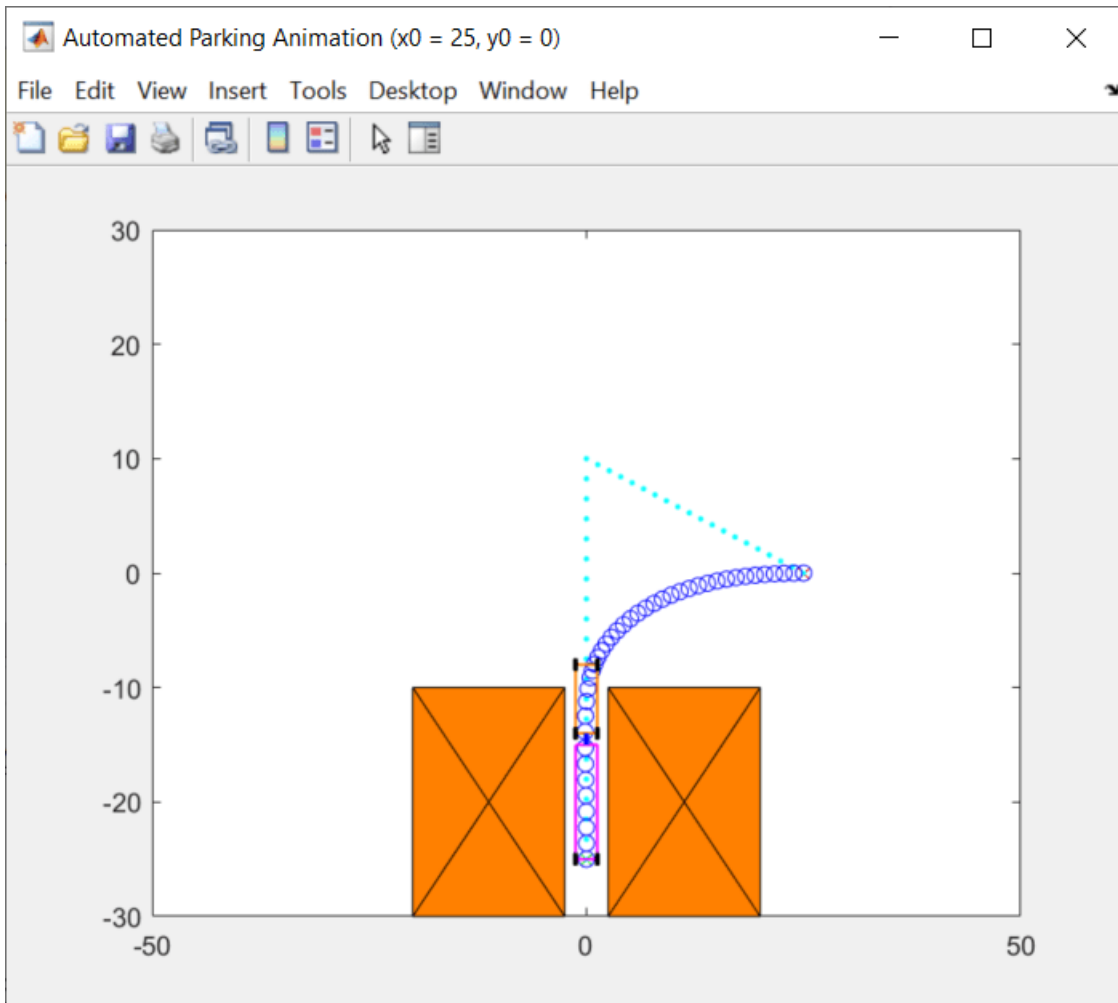 Automated Parking Animation (x0 = 25, y0 = 0)
File Edit View Insert Tools Desktop Window Help
30
20
10
0
-10
-20
-30
-50 0 50